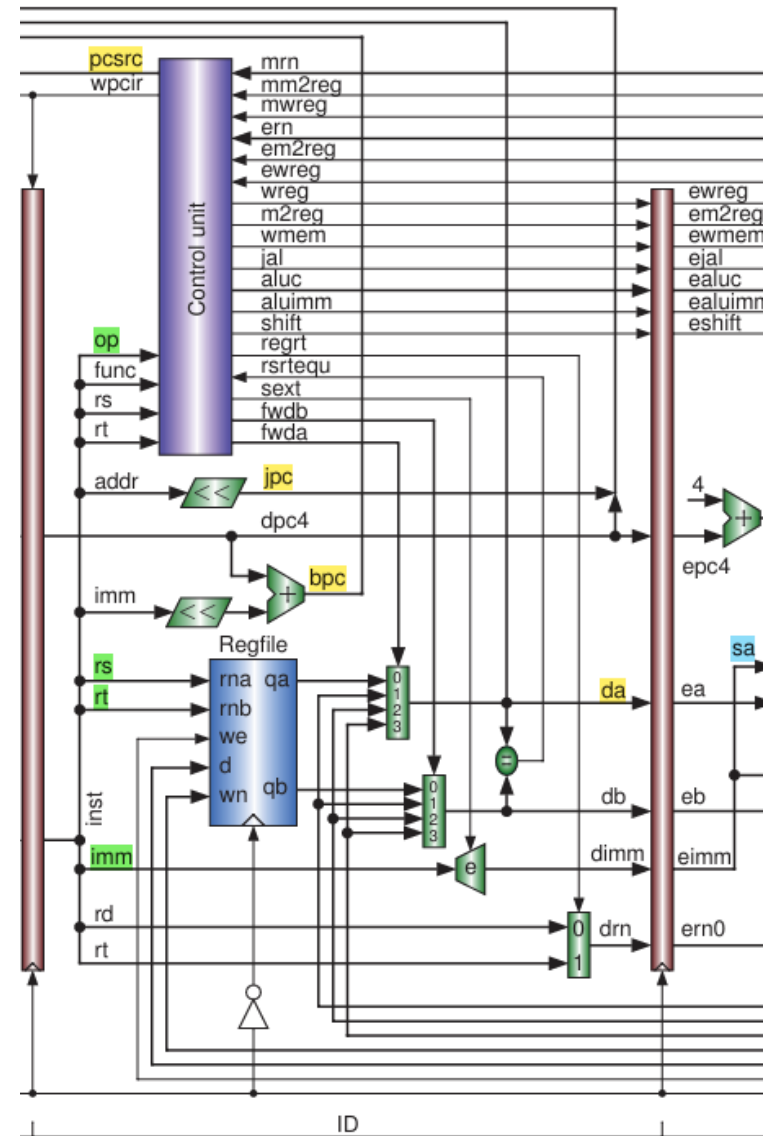 pcsrc
wpcir
mrn
mm2reg
mwreg
ern
em2reg
ewreg
wreg
m2reg
wmem
jal
aluc
aluimm
shift
regrt
rsrtequ
sext
fwdb
fwda
Control unit
ewreg
em2reg
ewmem
ejal
ealuc
ealuimm
eshift
op
func
rs
rt
addr
<<
jpc
4
+
dpc4
epc4
imm
<<
+
bpc
Regfile
rs
rna
qa
rt
rnb
we
d
wn
qb
0
1
2
3
da
ea
sa
=
0
1
2
3
db
eb
inst
imm
e
dimm
eimm
rd
0
drn
ern0
rt
1
ID